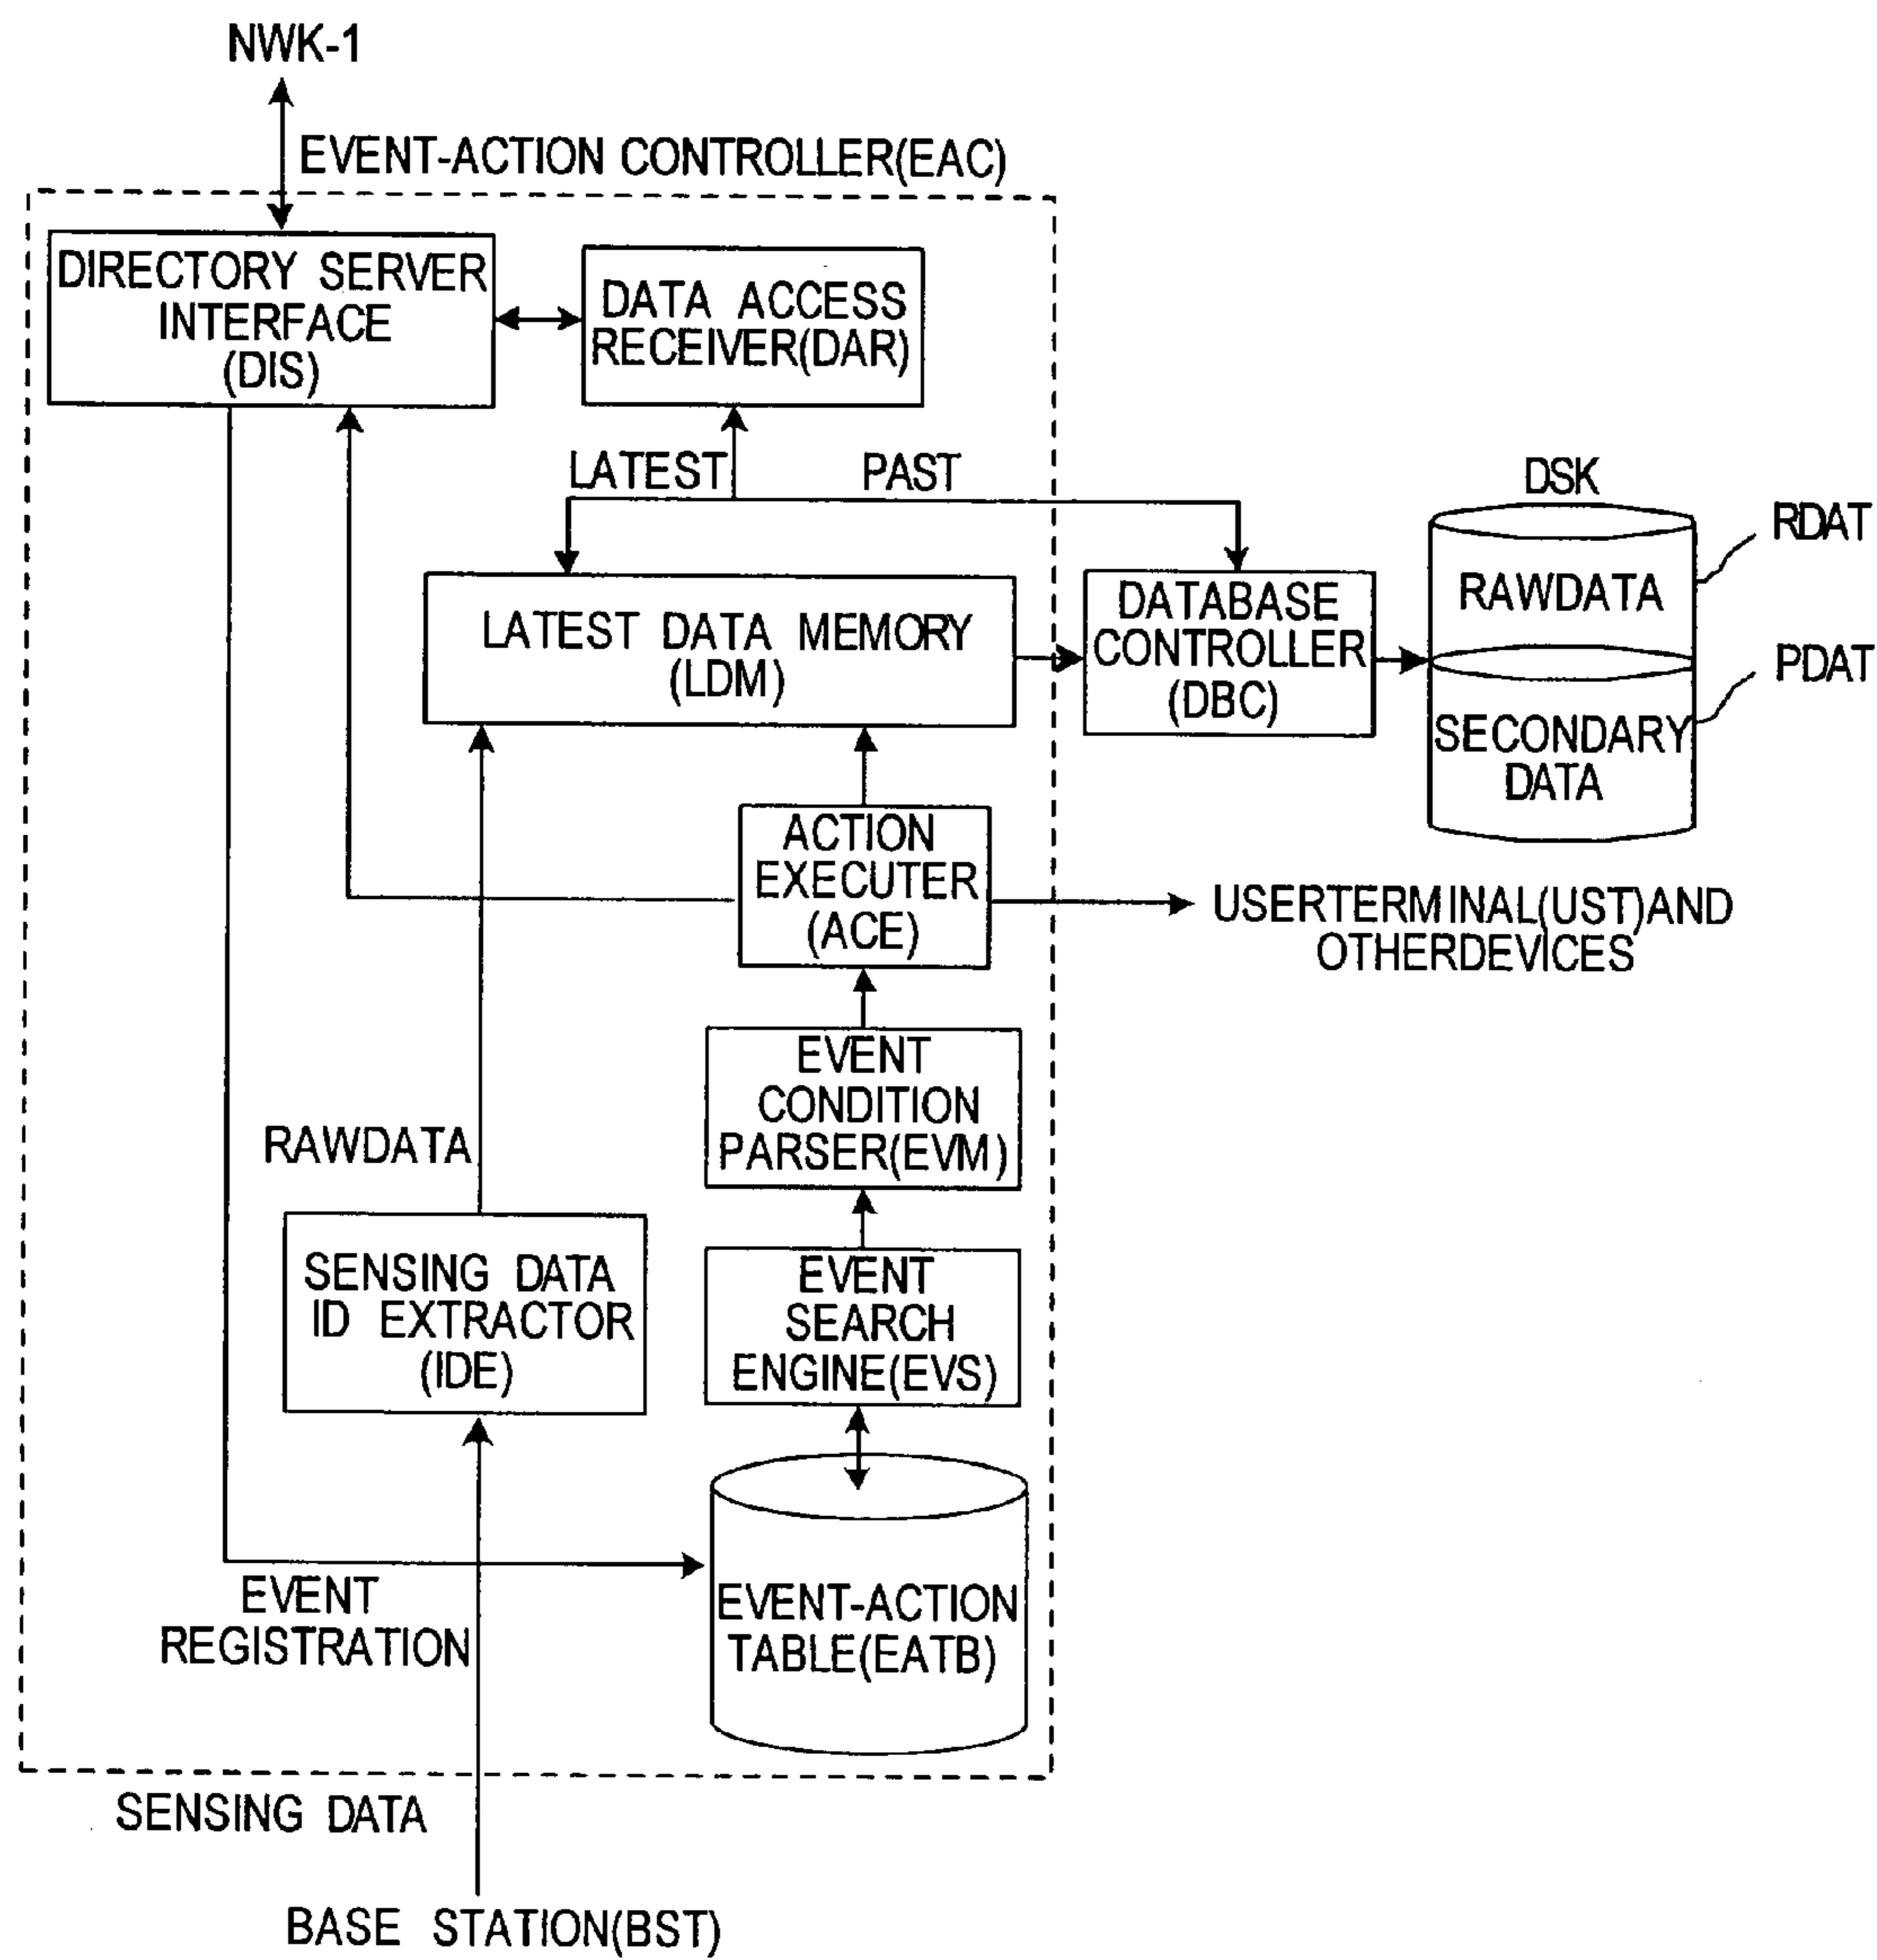 NWK-1
EVENT-ACTION CONTROLLER(EAC)
DIRECTORY SERVER
INTERFACE
(DIS)
DATA ACCESS
RECEIVER(DAR)
LATEST
PAST
DSK
RDAT
RAWDATA
PDAT
SECONDARY
DATA
LATEST DATA MEMORY
(LDM)
DATABASE
CONTROLLER
(DBC)
ACTION
EXECUTER
(ACE)
USERTERMINAL(UST)AND
OTHERDEVICES
EVENT
CONDITION
PARSER(EVM)
RAWDATA
SENSING DATA
ID EXTRACTOR
(IDE)
EVENT
SEARCH
ENGINE(EVS)
EVENT
REGISTRATION
EVENT-ACTION
TABLE(EATB)
SENSING DATA
BASE STATION(BST)